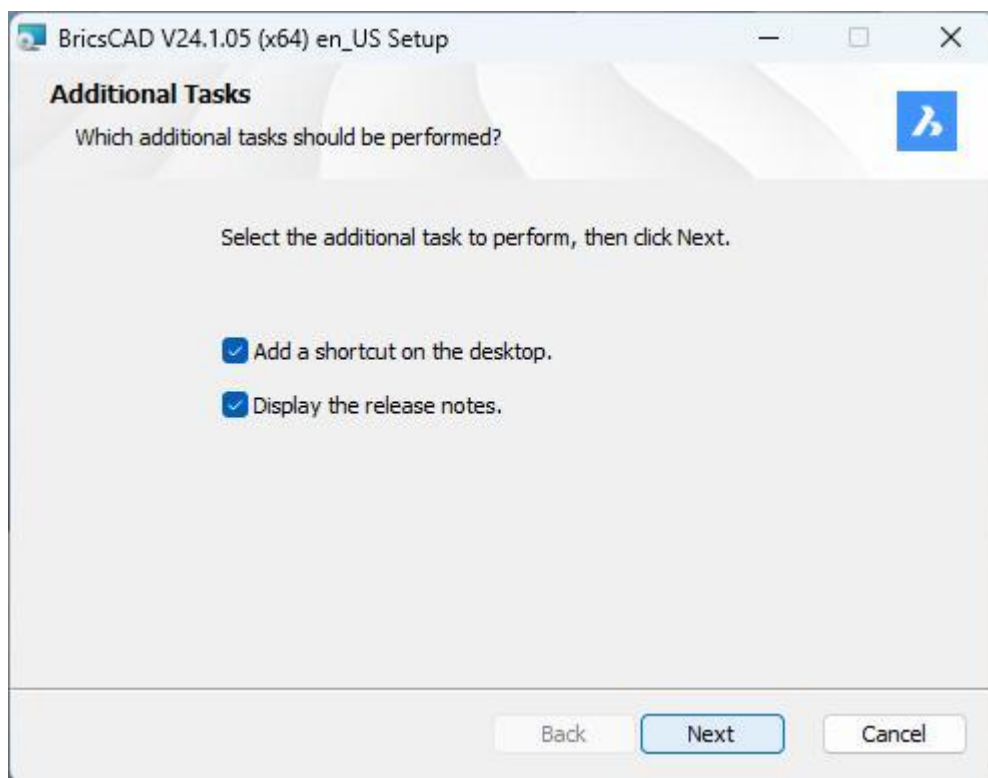 BricsCAD V24.1.05 (x64) en_US Setup
Additional Tasks
Which additional tasks should be performed?
Select the additional task to perform, then click Next.
Add a shortcut on the desktop.
Display the release notes.
Back Next Cancel